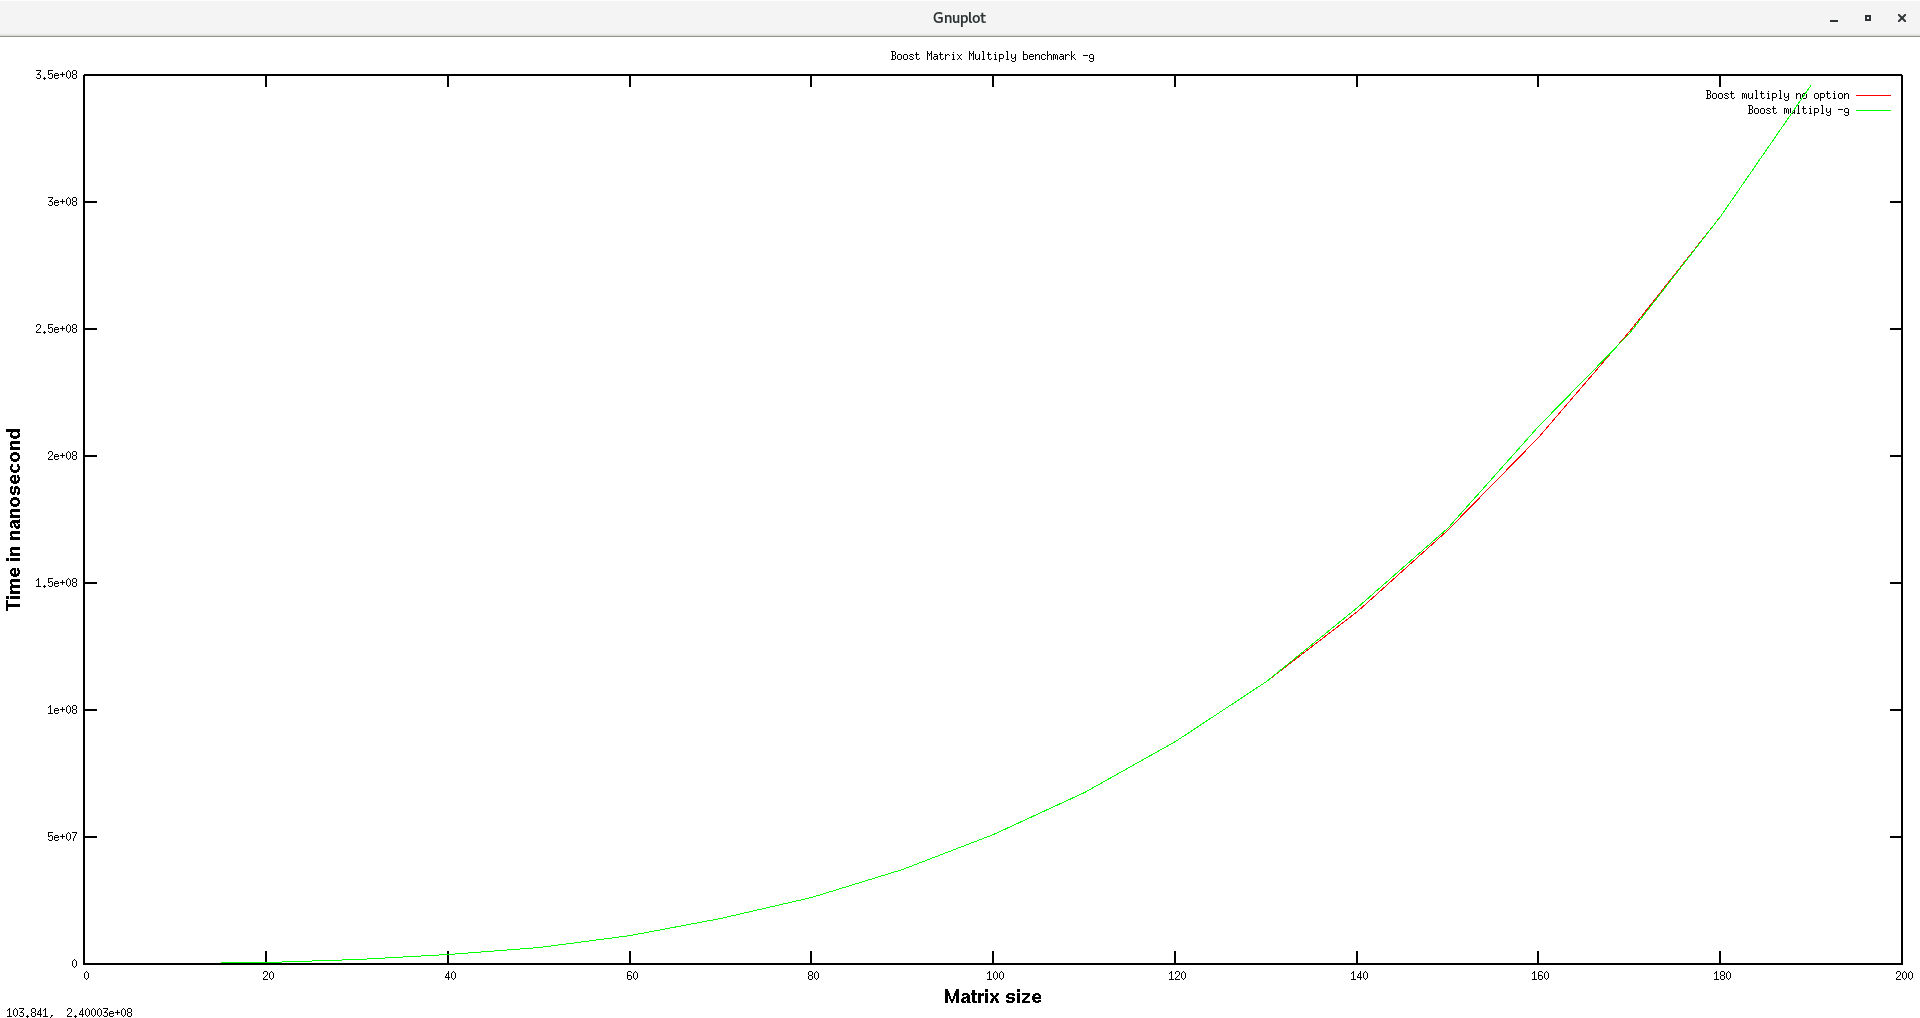 Gnuplot
Boost Matrix Multiply benchmark -g
3.5e+08
3e+08
2.5e+08
2e+08
1.5e+08
1e+08
5e+07
0
Boost multiply no option
Boost multiply -g
Time in nanosecond
0 20 40 60 80 100 120 140 160 180 200
Matrix size
103.841, 2.40003e+08